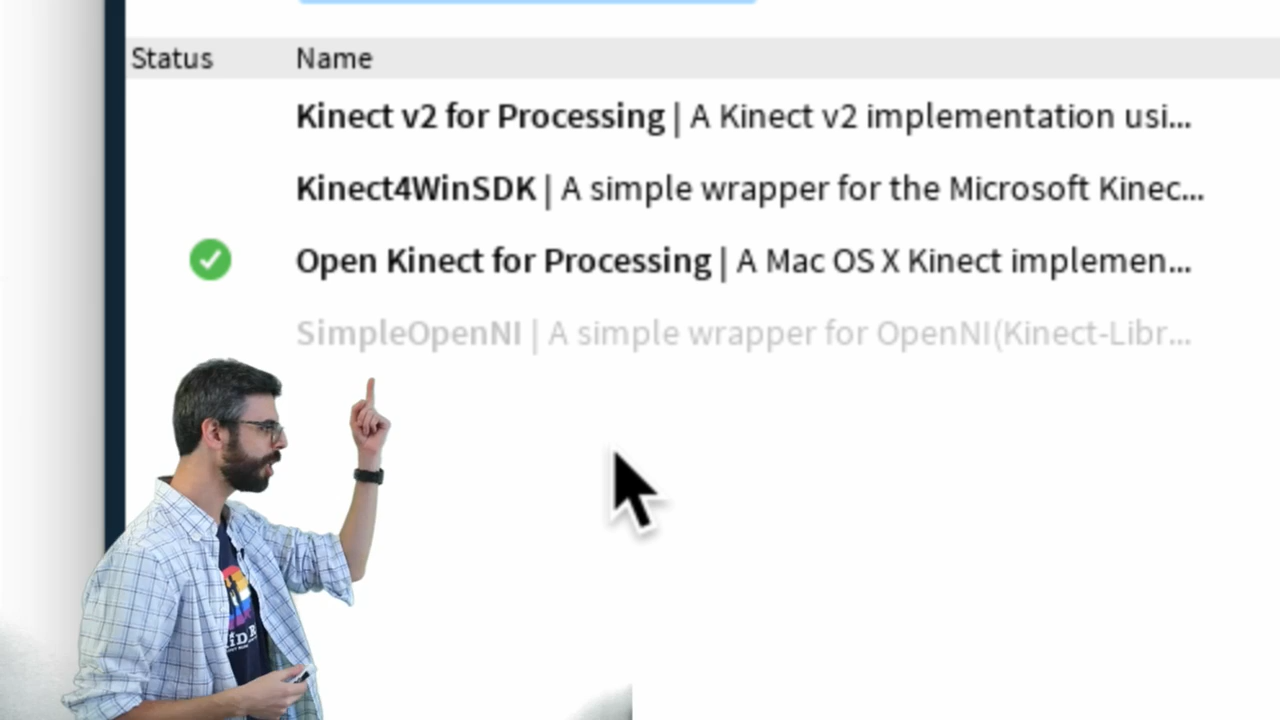 Status Name
Kinect v2 for Processing | A Kinect v2 implementation usi...
Kinect4WinSDK | A simple wrapper for the Microsoft Kinec...
Open Kinect for Processing | A Mac OS X Kinect implemen...
SimpleOpenNI | A simple wrapper for OpenNI(Kinect-Libr...